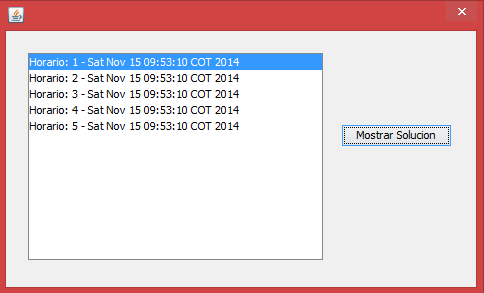 Horario: 1 - Sat Nov 15 09:53:10 COT 2014
Horario: 2 - Sat Nov 15 09:53:10 COT 2014
Horario: 3 - Sat Nov 15 09:53:10 COT 2014
Horario: 4 - Sat Nov 15 09:53:10 COT 2014
Horario: 5 - Sat Nov 15 09:53:10 COT 2014
Mostrar Solucion